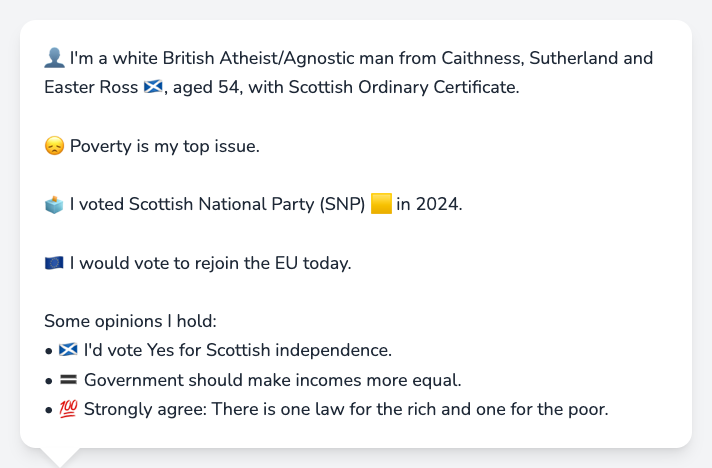 👤 I'm a white British Atheist/Agnostic man from Caithness, Sutherland and
Easter Ross 🏴󠁧󠁢󠁳󠁣󠁴󠁿, aged 54, with Scottish Ordinary Certificate.
😞 Poverty is my top issue.
🗳️ I voted Scottish National Party (SNP) 🟨 in 2024.
🇪🇺 I would vote to rejoin the EU today.
Some opinions I hold:
• 🏴󠁧󠁢󠁳󠁣󠁴󠁿 I'd vote Yes for Scottish independence.
• 🟰 Government should make incomes more equal.
• 💯 Strongly agree: There is one law for the rich and one for the poor.